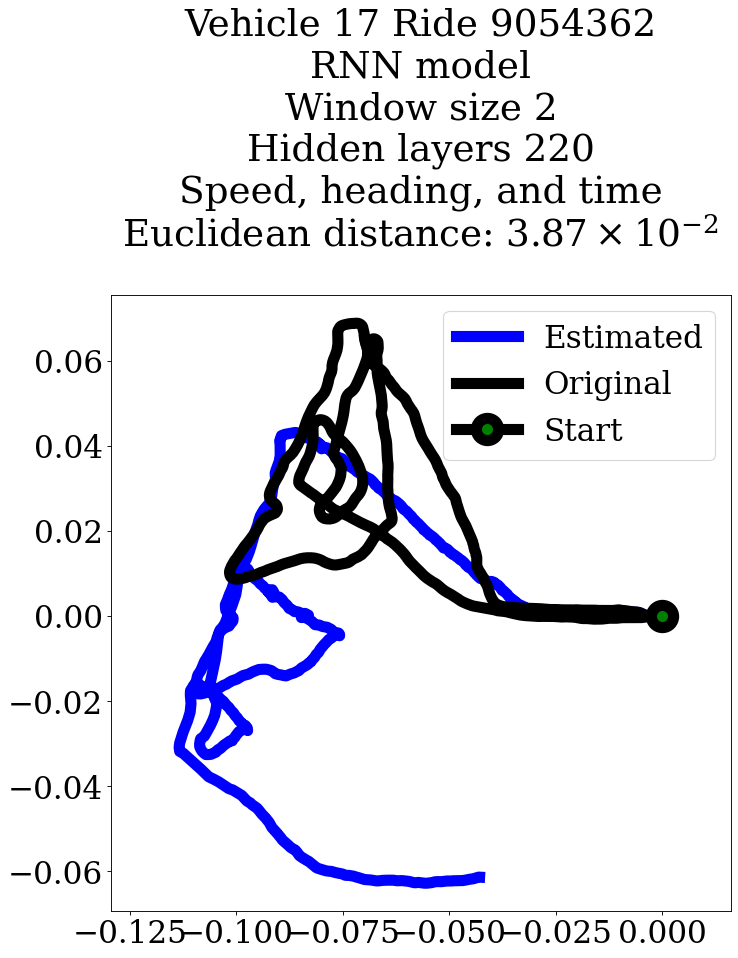 Vehicle 17 Ride 9054362
RNN model
Window size 2
Hidden layers 220
Speed, heading, and time
Euclidean distance: 3.87 × 10⁻²
Estimated
Original
Start
0.06
0.04
0.02
0.00
−0.02
−0.04
−0.06
−0.125 −0.100 −0.075 −0.050 −0.025 0.000